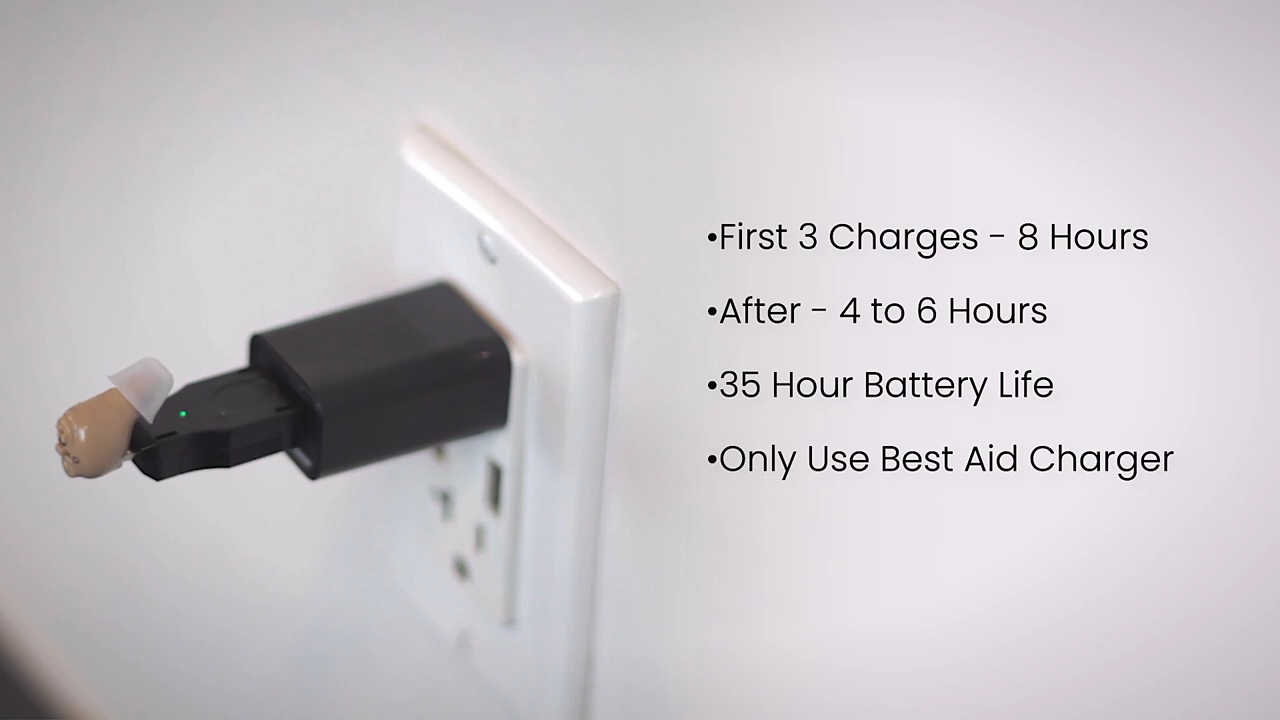 •First 3 Charges - 8 Hours
•After - 4 to 6 Hours
•35 Hour Battery Life
•Only Use Best Aid Charger